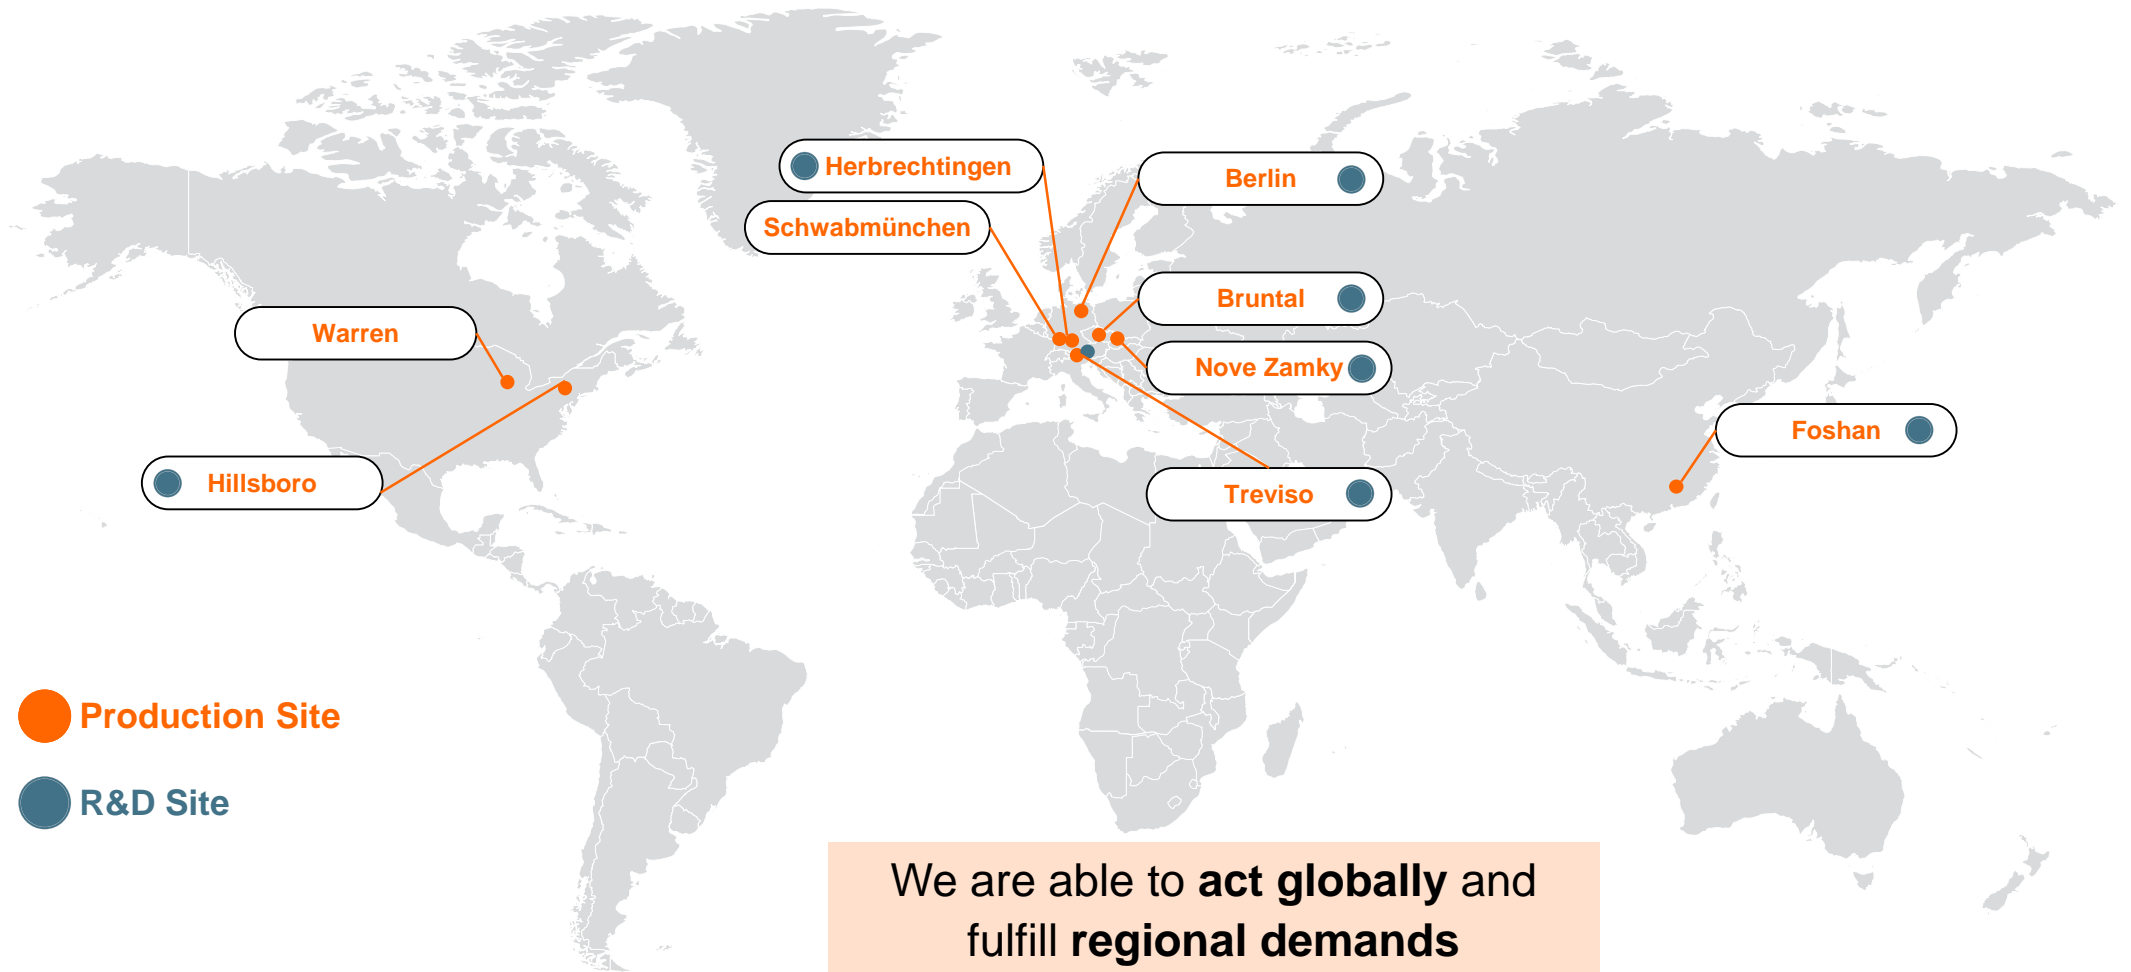 Herbrechtingen
Berlin
Schwabmünchen
Bruntal
Warren
Nove Zamky
Foshan
Hillsboro
Treviso
Production Site
R&D Site
We are able to act globally and
fulfill regional demands